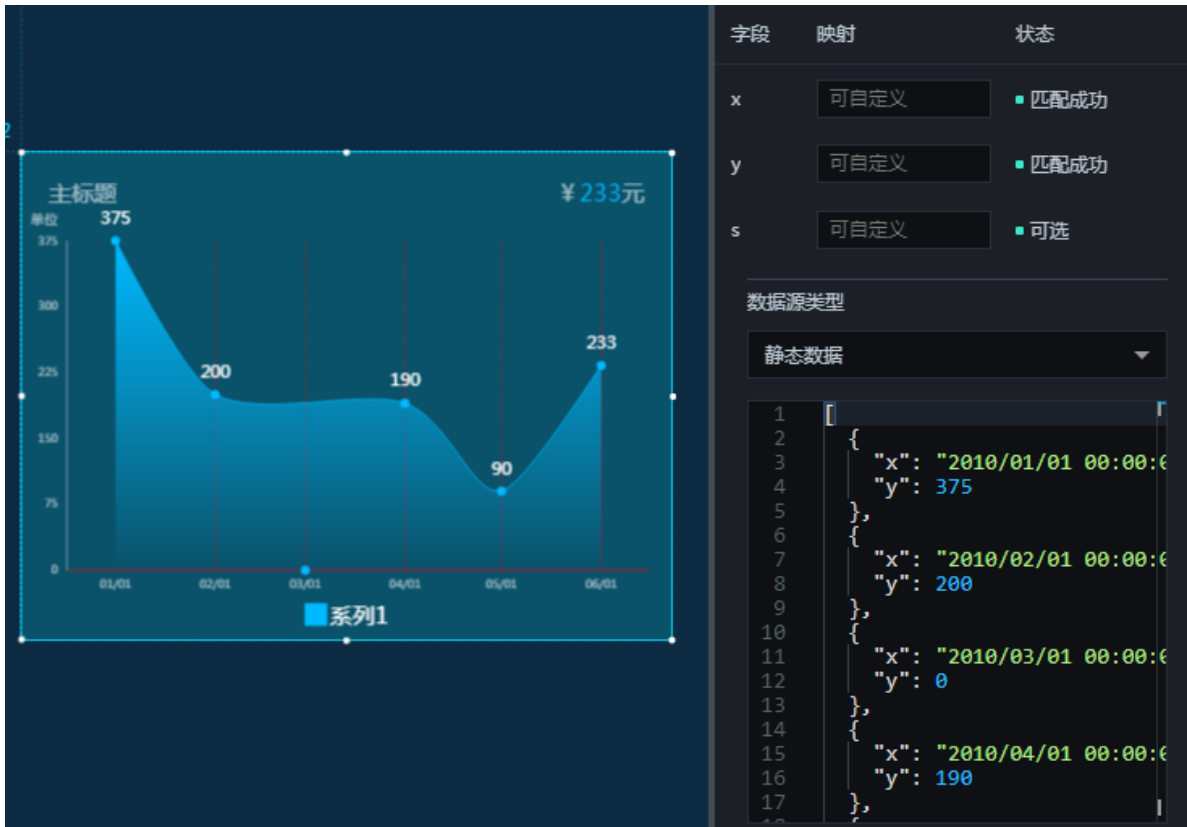 2
主标题
¥ 233元
单位
375
200
190
90
233
375
300
225
150
75
0
01/01
02/01
03/01
04/01
05/01
06/01
系列1
字段 映射 状态
x 可自定义 匹配成功
y 可自定义 匹配成功
s 可自定义 可选
数据源类型
静态数据
1 [
2 {
3 "x": "2010/01/01 00:00:0
4 "y": 375
5 },
6 {
7 "x": "2010/02/01 00:00:0
8 "y": 200
9 },
10 {
11 "x": "2010/03/01 00:00:0
12 "y": 0
13 },
14 {
15 "x": "2010/04/01 00:00:0
16 "y": 190
17 },